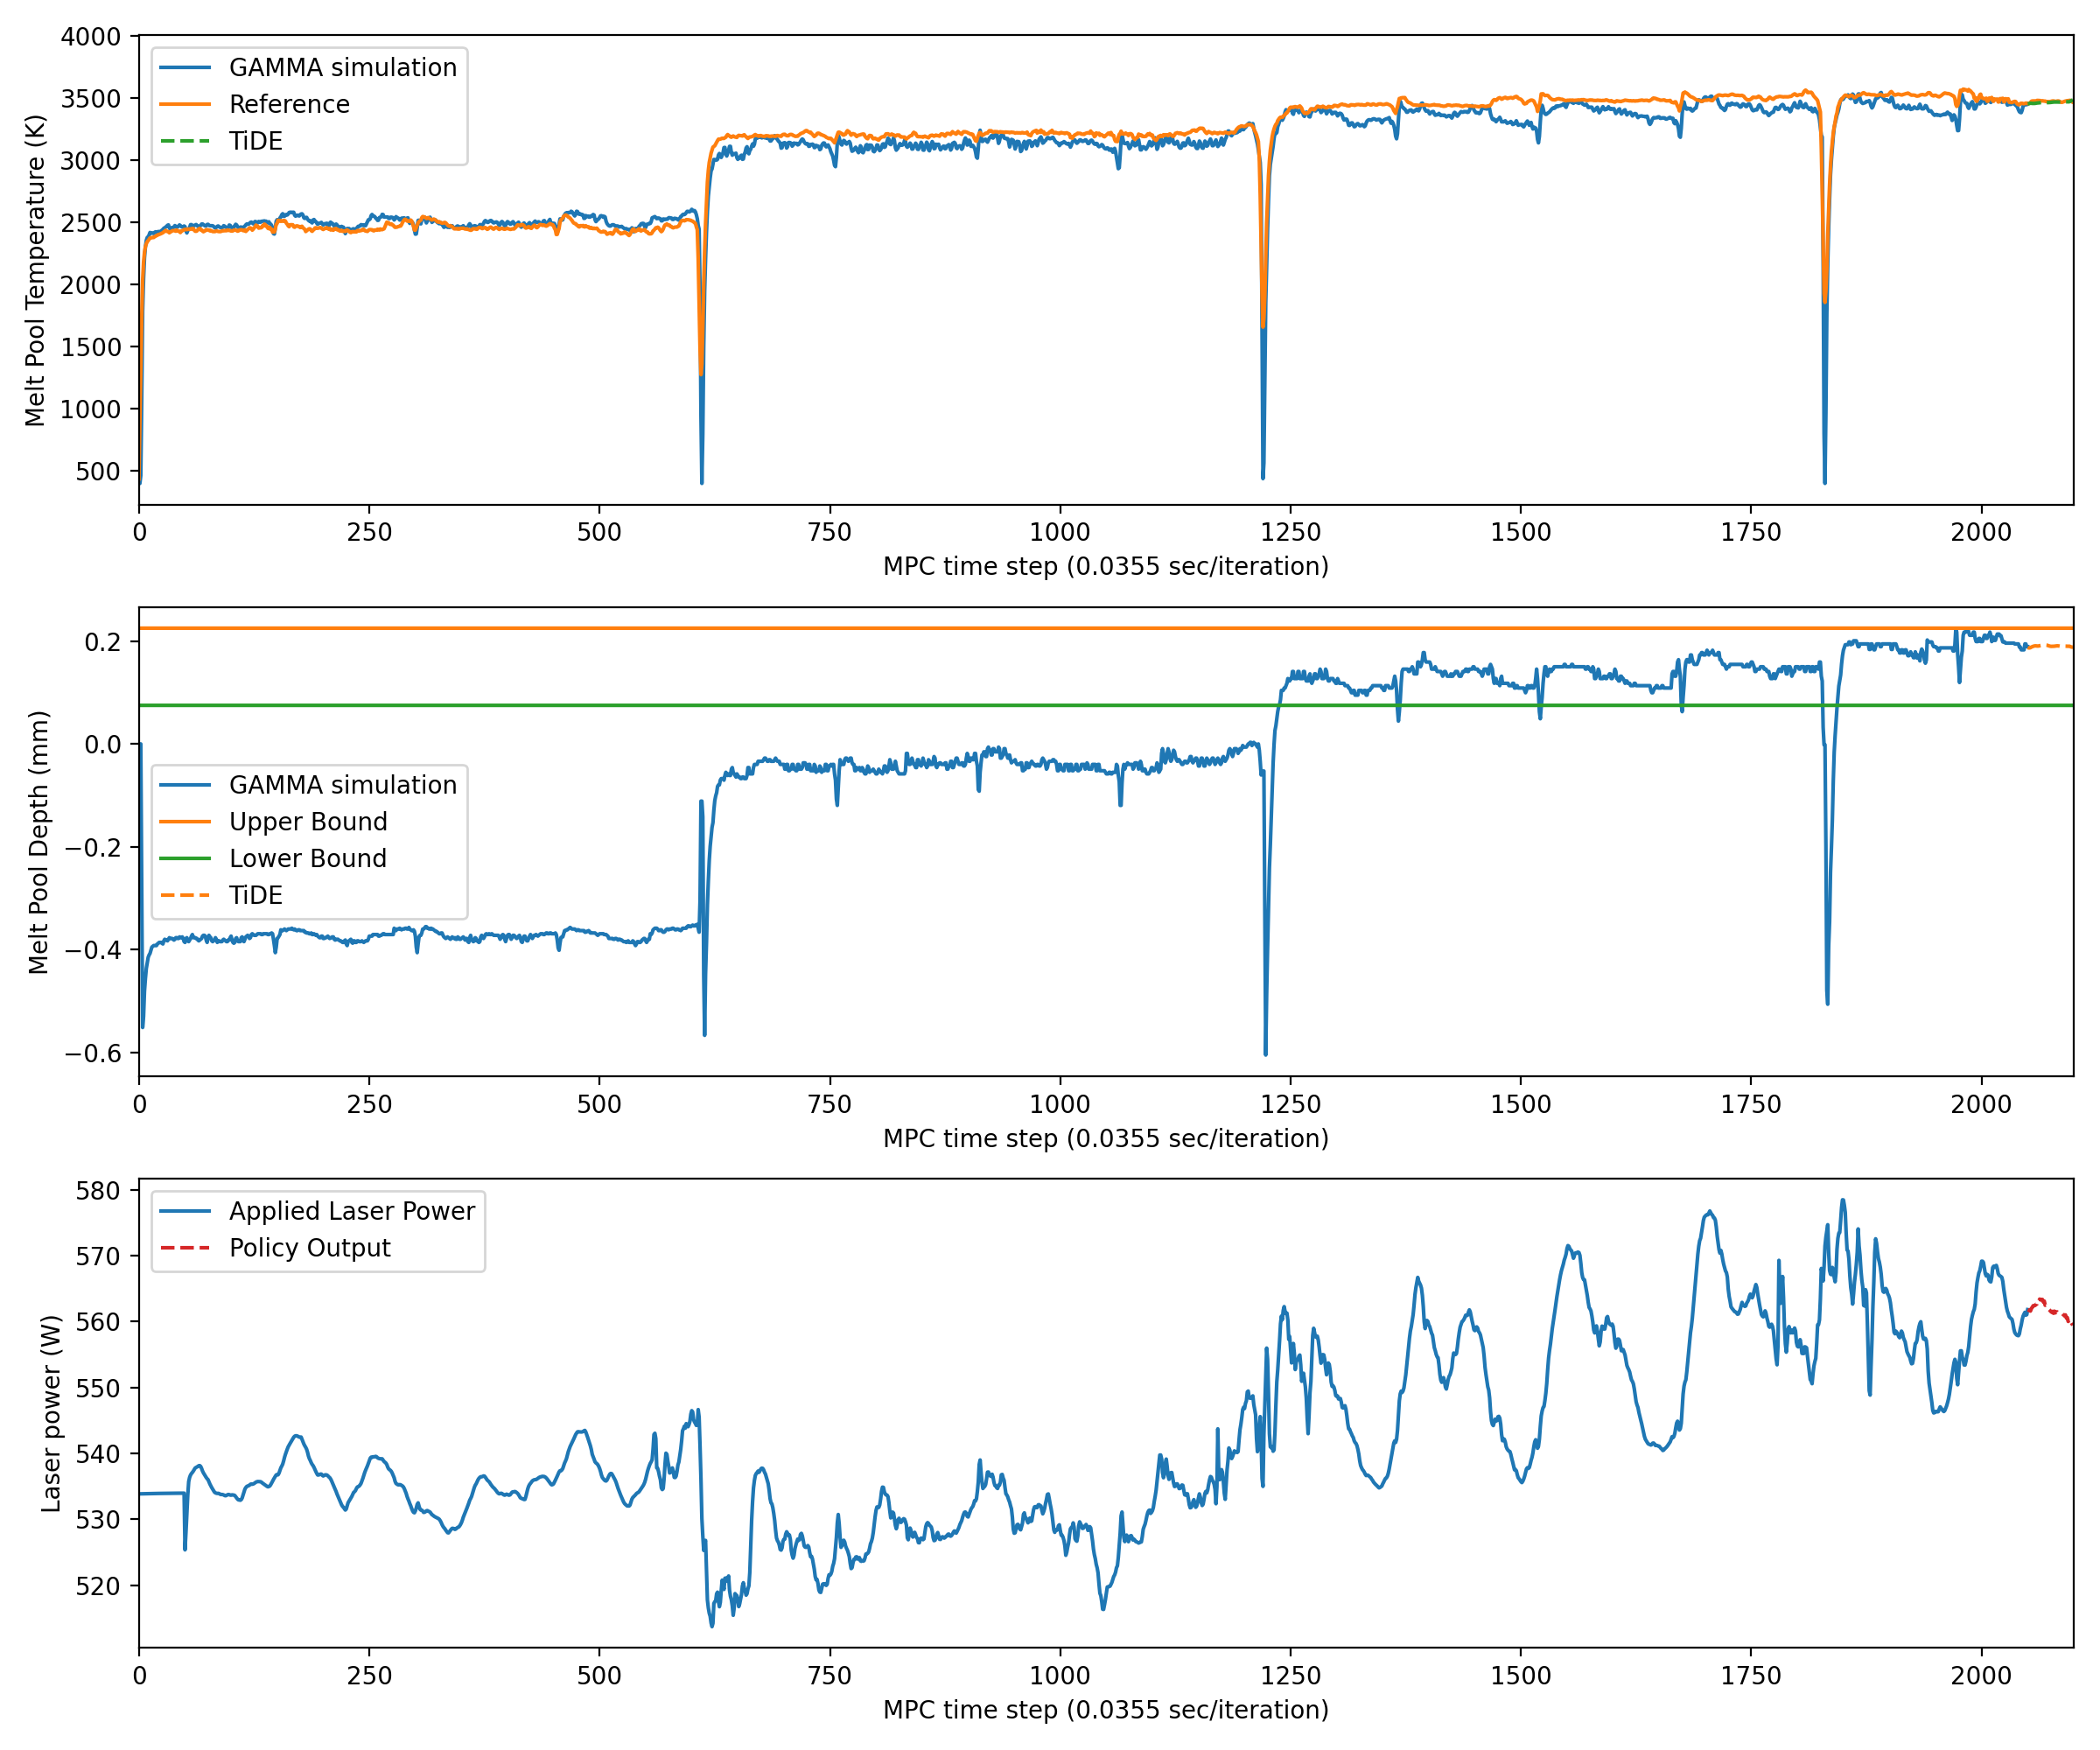 4000
3500
3000
2500
2000
1500
1000
500
Melt Pool Temperature (K)
GAMMA simulation
Reference
TiDE
0 250 500 750 1000 1250 1500 1750 2000
MPC time step (0.0355 sec/iteration)
0.2
0.0
−0.2
−0.4
−0.6
Melt Pool Depth (mm)
GAMMA simulation
Upper Bound
Lower Bound
TiDE
0 250 500 750 1000 1250 1500 1750 2000
MPC time step (0.0355 sec/iteration)
580
570
560
550
540
530
520
Laser power (W)
Applied Laser Power
Policy Output
0 250 500 750 1000 1250 1500 1750 2000
MPC time step (0.0355 sec/iteration)